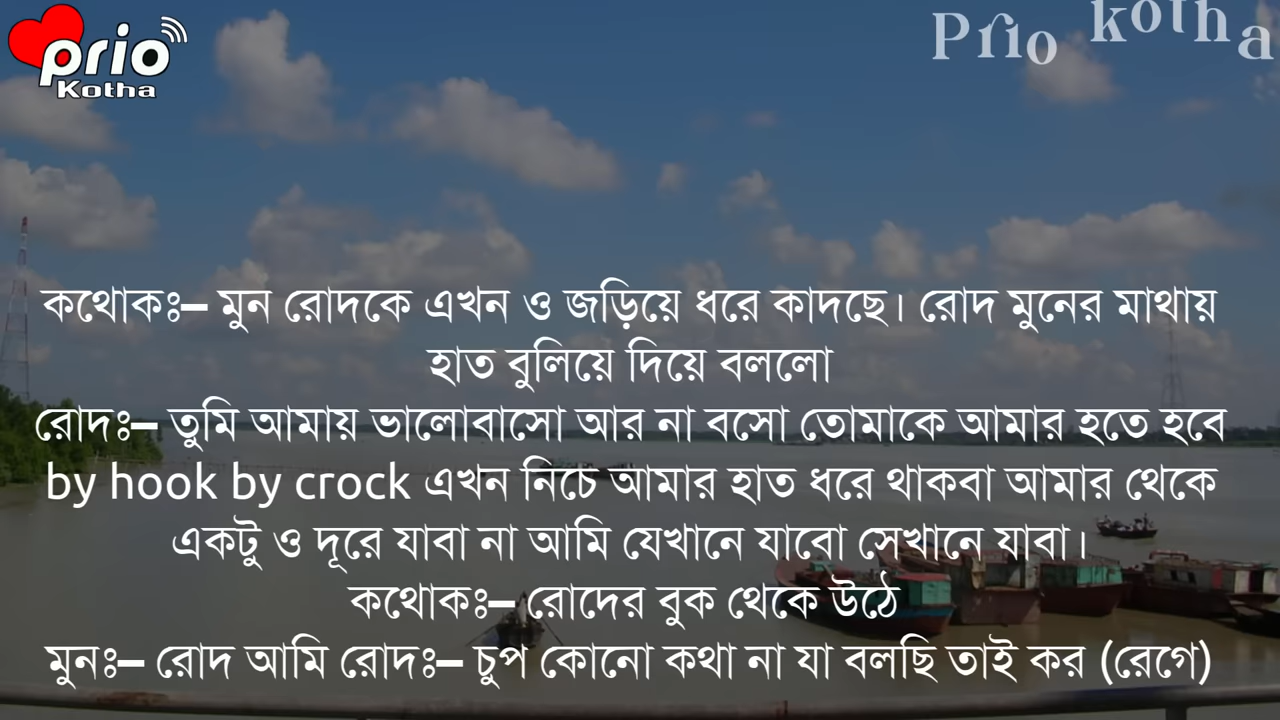 prio
Kotha
Prio kotha
কথোকঃ– মুন রোদকে এখন ও জড়িয়ে ধরে কাদছে। রোদ মুনের মাথায়
হাত বুলিয়ে দিয়ে বললো
রোদঃ– তুমি আমায় ভালোবাসো আর না বসো তোমাকে আমার হতে হবে
by hook by crock এখন নিচে আমার হাত ধরে থাকবা আমার থেকে
একটু ও দূরে যাবা না আমি যেখানে যাবো সেখানে যাবা।
কথোকঃ– রোদের বুক থেকে উঠে
মুনঃ– রোদ আমি রোদঃ– চুপ কোনো কথা না যা বলছি তাই কর (রেগে)